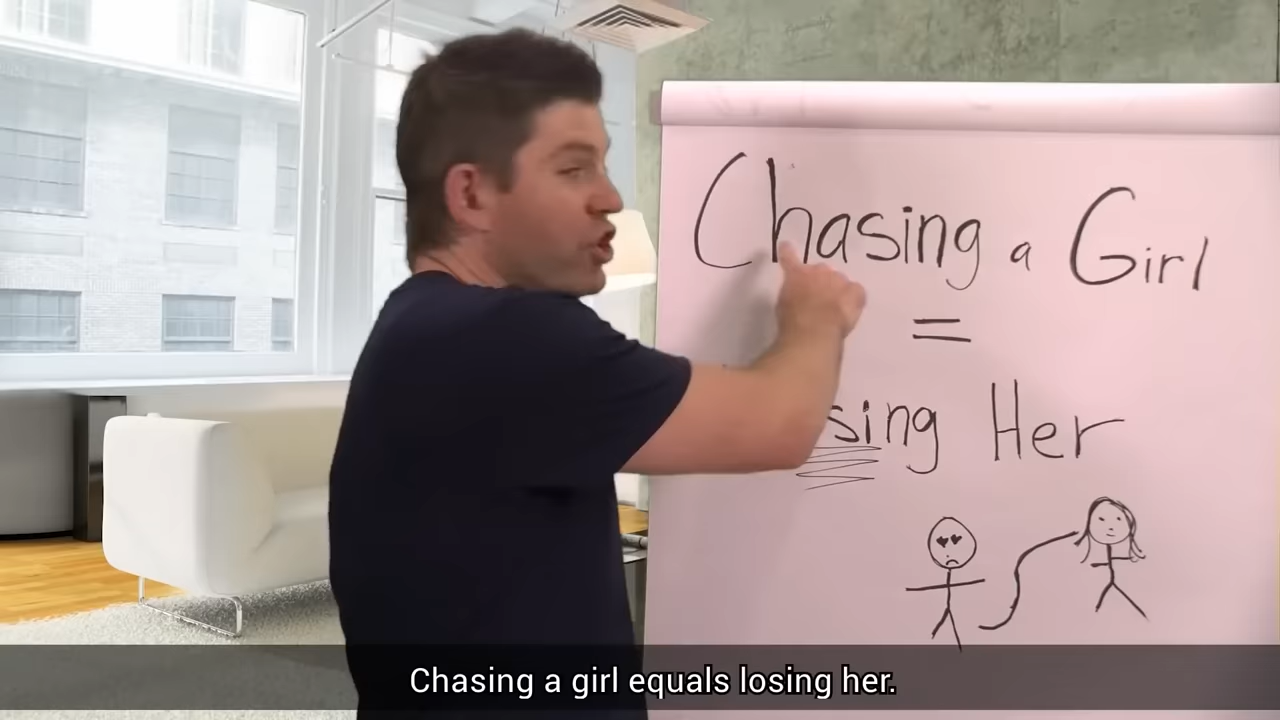 Chasing a Girl
=
sing Her
Chasing a girl equals losing her.